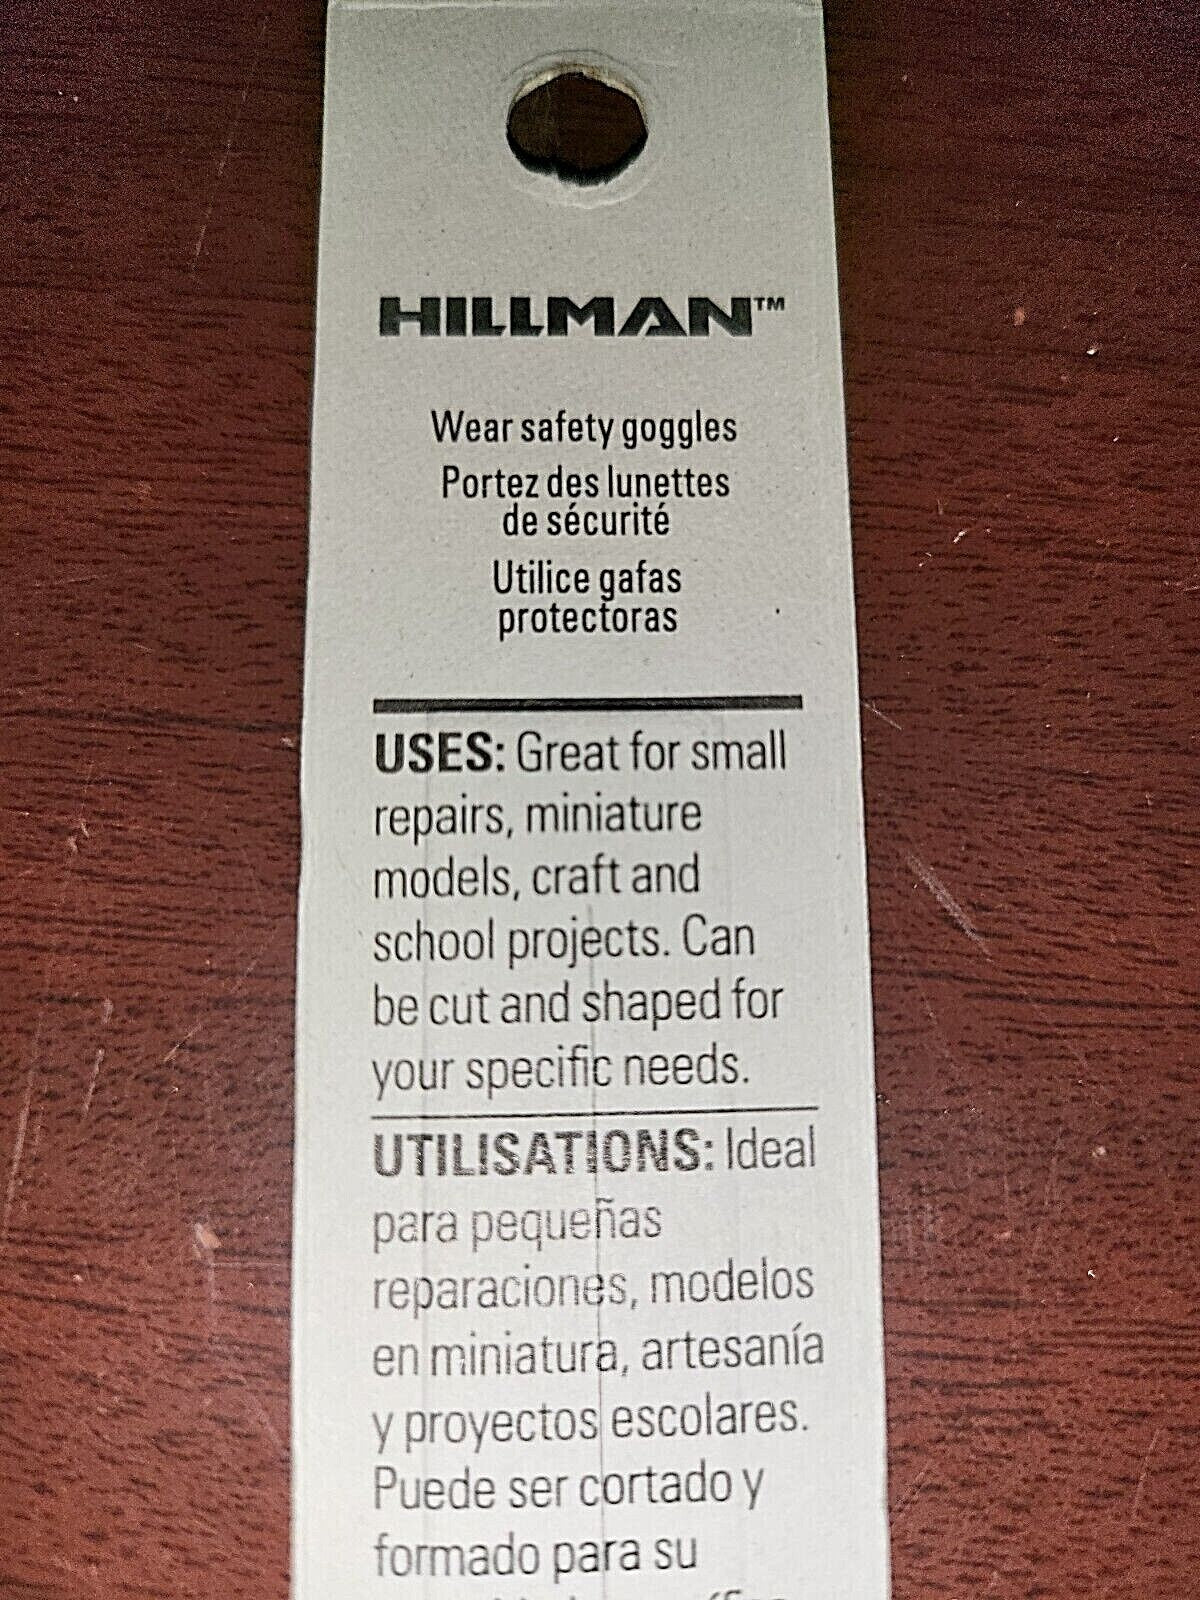 HILLMAN™
Wear safety goggles
Portez des lunettes
de sécurité
Utilice gafas
protectoras
USES: Great for small
repairs, miniature
models, craft and
school projects. Can
be cut and shaped for
your specific needs.
UTILISATIONS: Ideal
para pequeñas
reparaciones, modelos
en miniatura, artesanía
y proyectos escolares.
Puede ser cortado y
formado para su